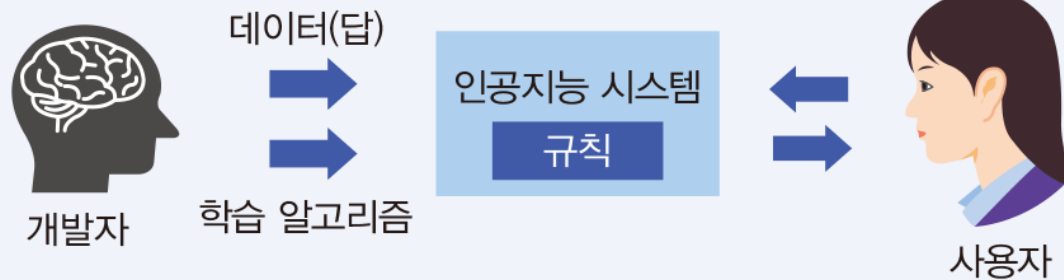 데이터(답)
인공지능 시스템
규칙
학습 알고리즘
개발자
사용자